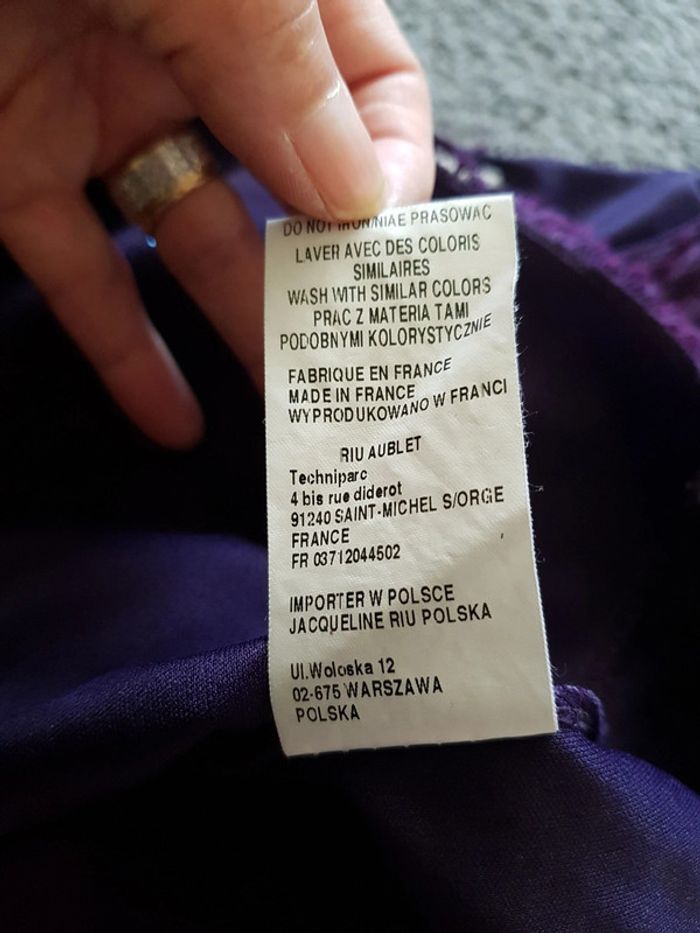 DO NOT IRON/NIAE PRASOWAC
LAVER AVEC DES COLORIS
SIMILAIRES
WASH WITH SIMILAR COLORS
PRAC Z MATERIA TAMI
PODOBNYMI KOLORYSTYCZNIE
FABRIQUE EN FRANCE
MADE IN FRANCE
WYPRODUKOWANO W FRANCI
RIU AUBLET
Techniparc
4 bis rue diderot
91240 SAINT-MICHEL S/ORGE
FRANCE
FR 03712044502
IMPORTER W POLSCE
JACQUELINE RIU POLSKA
Ul.Woloska 12
02-675 WARSZAWA
POLSKA